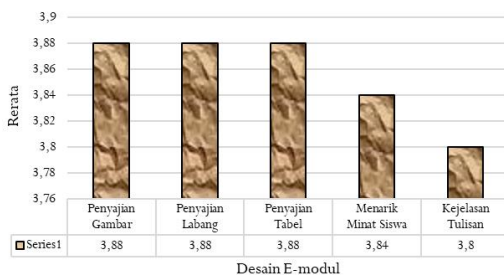 3,9
3,88
3,86
3,84
3,82
3,8
3,78
3,76
Rerata
Penyajian Gambar
Penyajian Labang
Penyajian Tabel
Menarik Minat Siswa
Kejelasan Tulisan
Series1 3,88 3,88 3,88 3,84 3,8
Desain E-modul